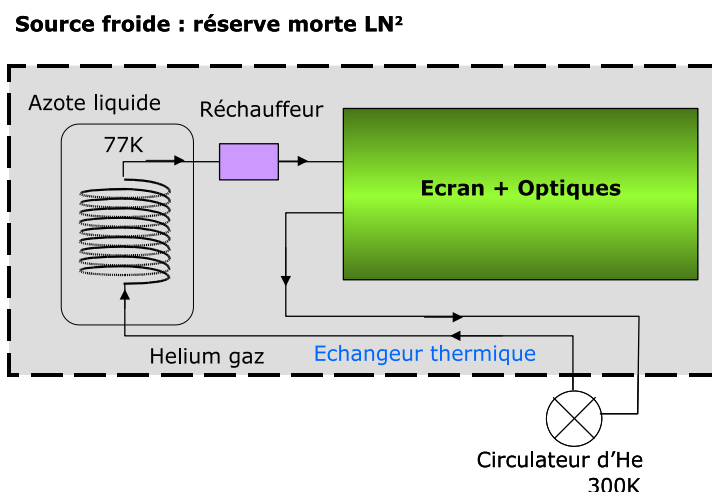 Source froide : réserve morte LN²
Azote liquide
Réchauffeur
77K
Ecran + Optiques
Helium gaz
Echangeur thermique
Circulateur d'He
300K